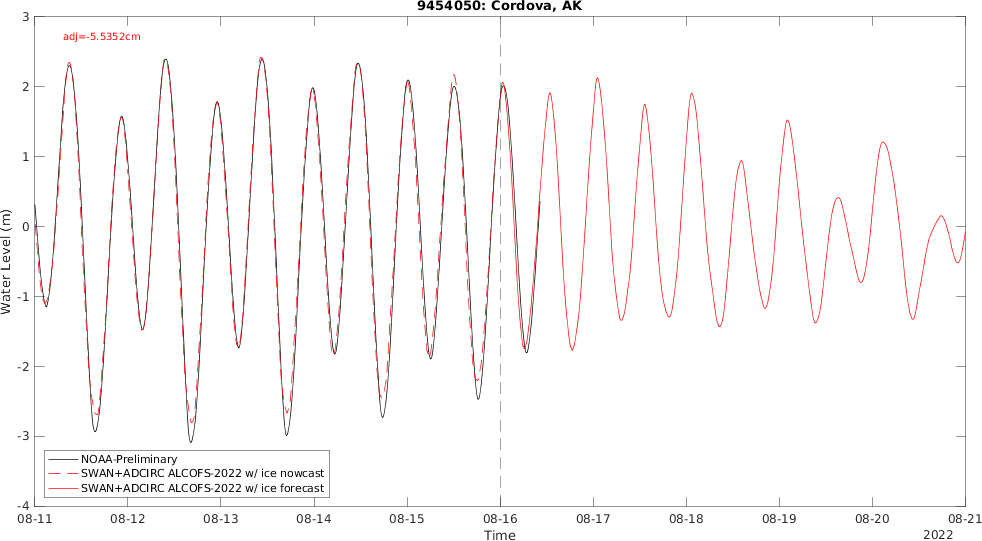 9454050: Cordova, AK
adj=-5.5352cm
3
2
1
0
-1
-2
-3
-4
Water Level (m)
NOAA-Preliminary
SWAN+ADCIRC ALCOFS-2022 w/ ice nowcast
SWAN+ADCIRC ALCOFS-2022 w/ ice forecast
08-11 08-12 08-13 08-14 08-15 08-16 08-17 08-18 08-19 08-20 08-21
Time
2022